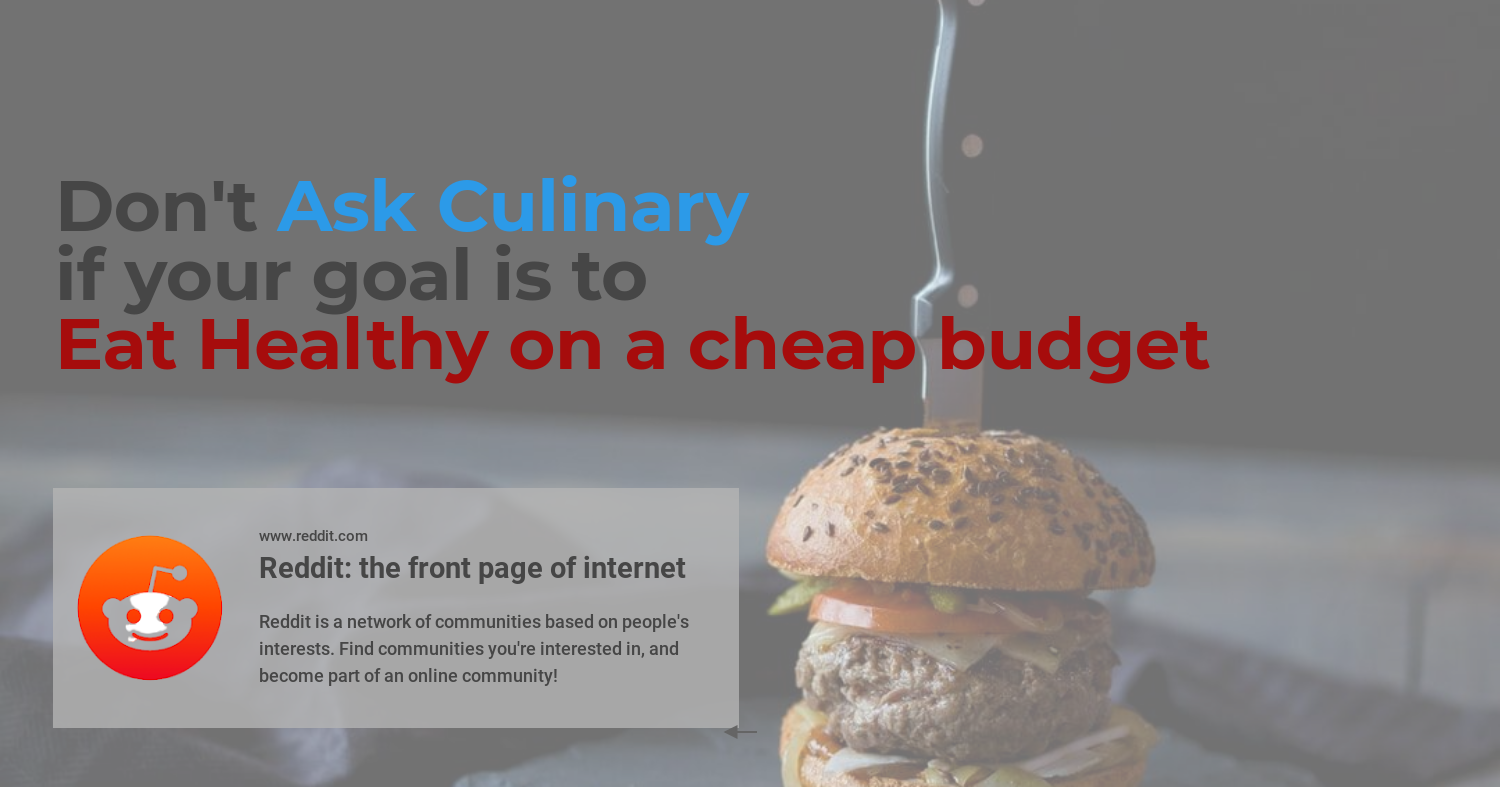 Don't Ask Culinary
if your goal is to
Eat Healthy on a cheap budget
www.reddit.com
Reddit: the front page of internet
Reddit is a network of communities based on people's
interests. Find communities you're interested in, and
become part of an online community!